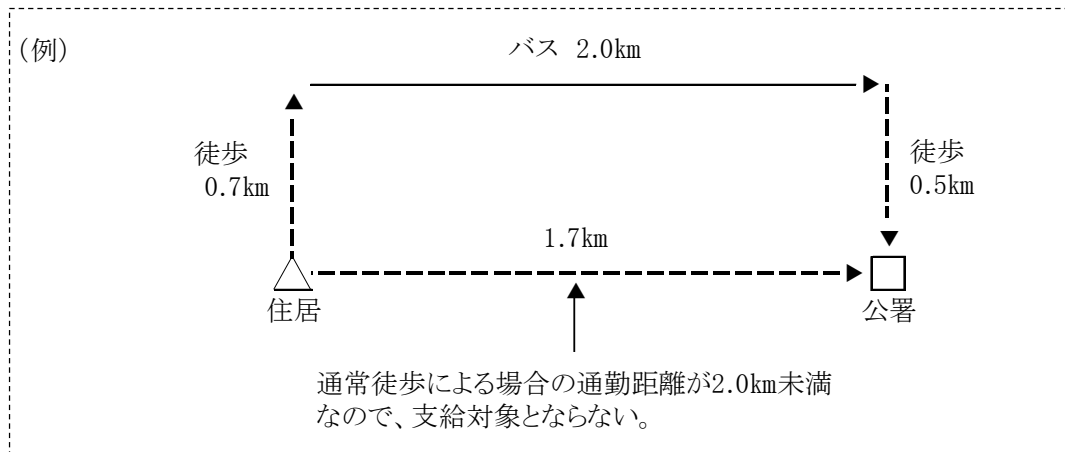 (例)
バス 2.0km
徒歩
0.7km
徒歩
0.5km
1.7km
住居
公署
通常徒歩による場合の通勤距離が2.0km未満
なので、支給対象とならない。